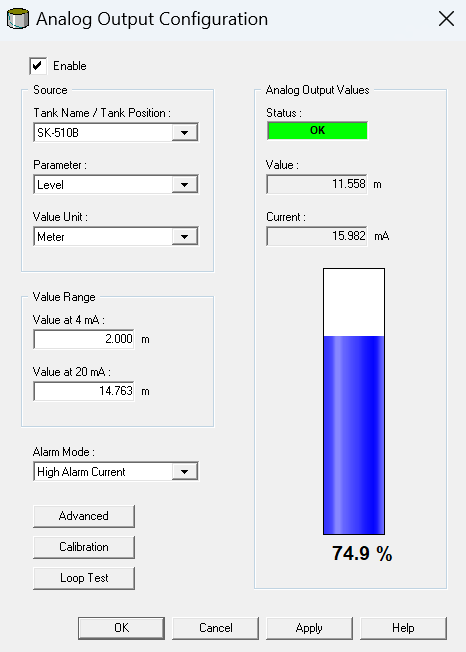 Analog Output Configuration
Enable
Source
Tank Name / Tank Position :
SK-510B
Parameter :
Level
Value Unit :
Meter
Value Range
Value at 4 mA :
2.000 m
Value at 20 mA :
14.763 m
Alarm Mode :
High Alarm Current
Advanced
Calibration
Loop Test
Analog Output Values
Status :
OK
Value :
11.558 m
Current :
15.982 mA
74.9 %
OK Cancel Apply Help